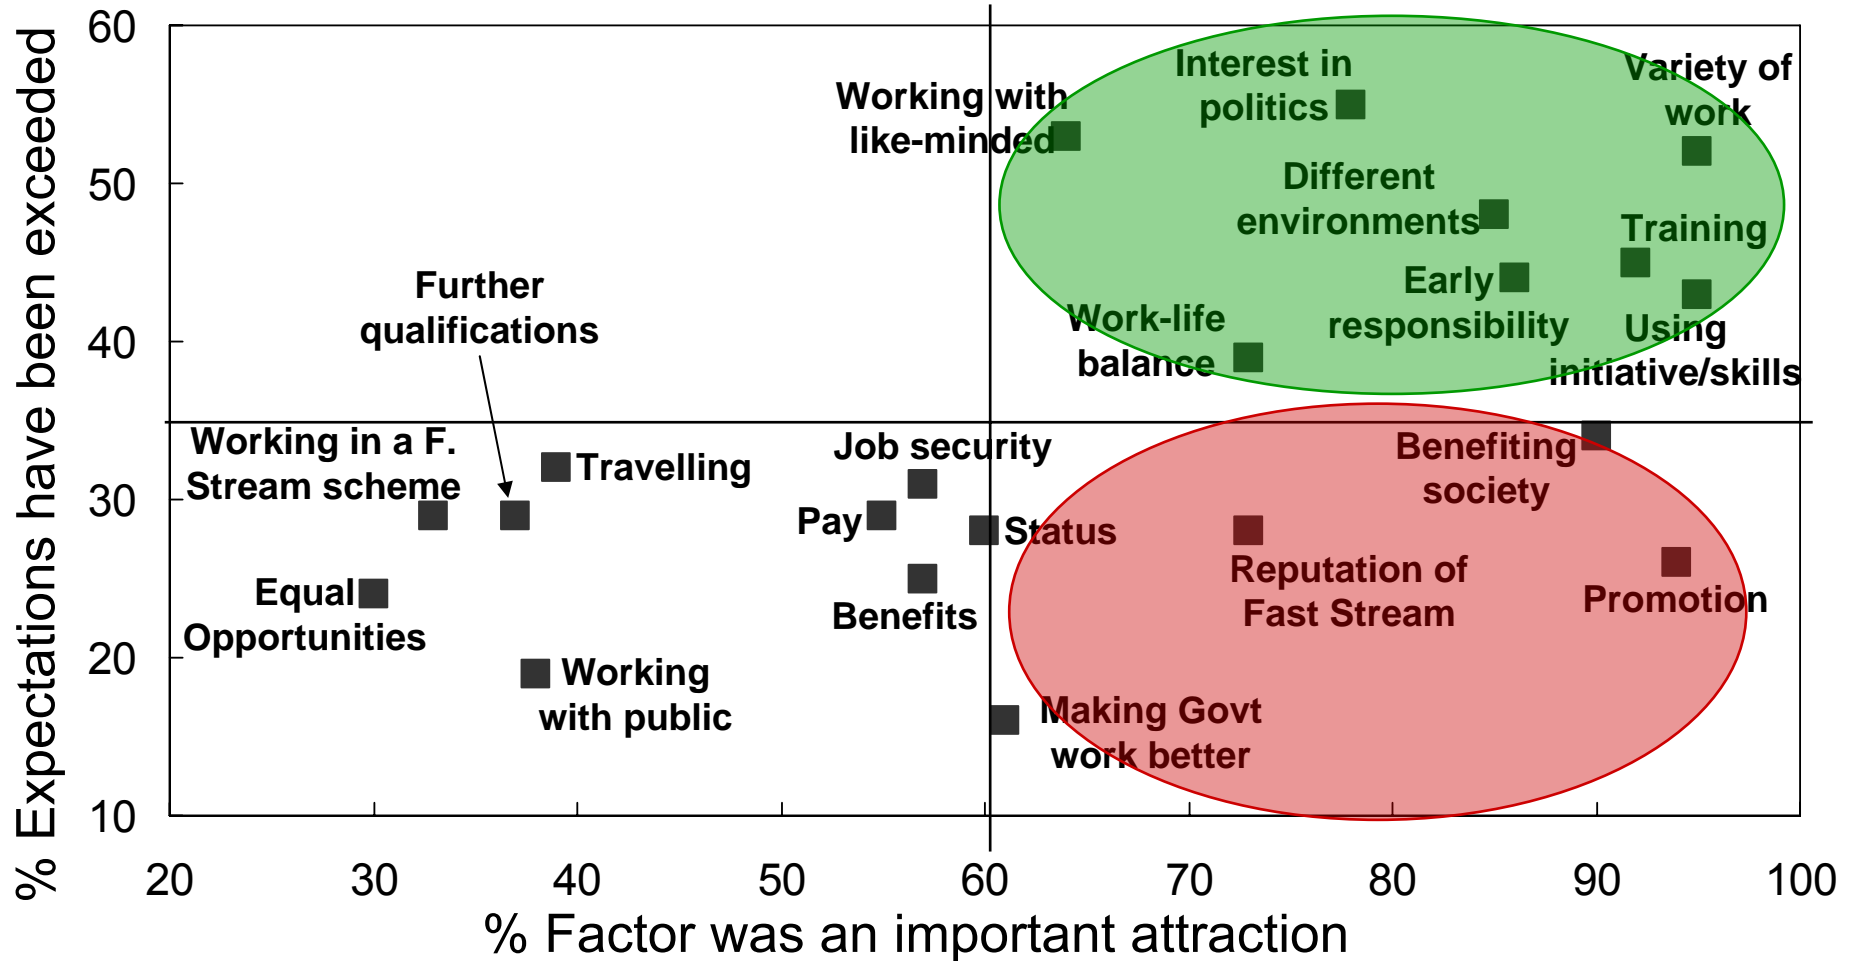 % Expectations have been exceeded
60
50
40
30
20
10
Working with
like-minded
Interest in
politics
Variety of
work
Different
environments
Training
Early
responsibility
Using
initiative/skills
Work-life
balance
Further
qualifications
Working in a F.
Stream scheme
Travelling
Job security
Pay
Status
Benefits
Equal
Opportunities
Working
with public
Benefiting
society
Reputation of
Fast Stream
Promotion
Making Govt
work better
20 30 40 50 60 70 80 90 100
% Factor was an important attraction